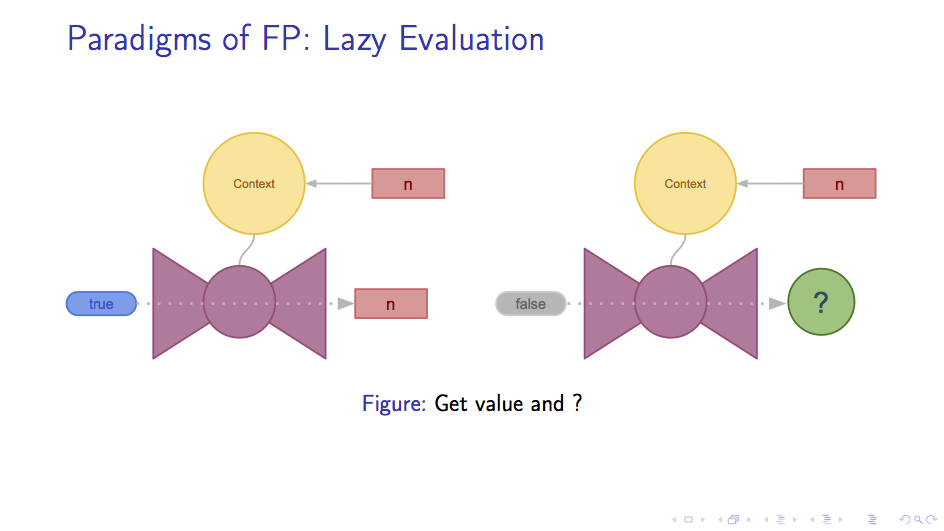 Paradigms of FP: Lazy Evaluation
Context
n
Context
n
true
n
false
?
Figure: Get value and ?